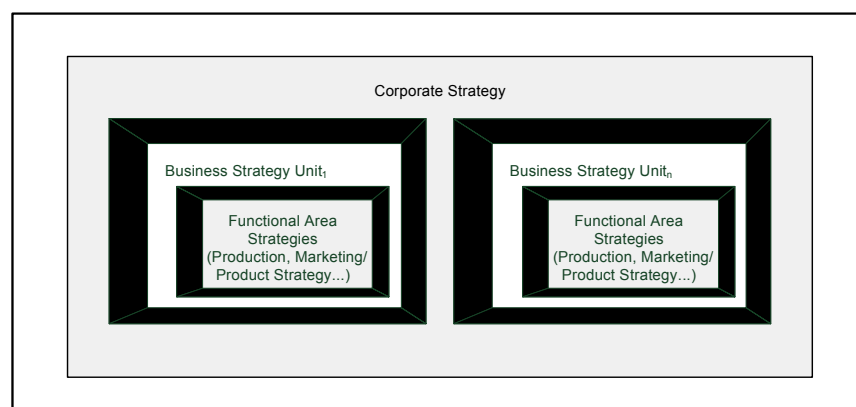 Corporate Strategy
Business Strategy Unit₁
Functional Area
Strategies
(Production, Marketing/
Product Strategy...)
Business Strategy Unitₙ
Functional Area
Strategies
(Production, Marketing/
Product Strategy...)